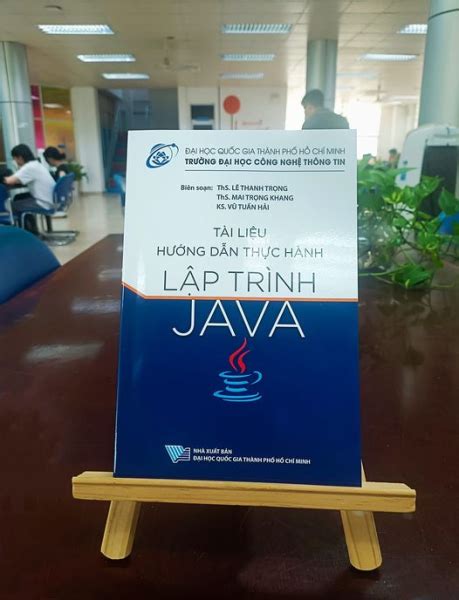 ĐẠI HỌC QUỐC GIA THÀNH PHỐ HỒ CHÍ MINH
TRƯỜNG ĐẠI HỌC CÔNG NGHỆ THÔNG TIN
Biên soạn: ThS. LÊ THANH TRỌNG
ThS. MAI TRỌNG KHANG
KS. VŨ TUẤN HẢI
TÀI LIỆU
HƯỚNG DẪN THỰC HÀNH
LẬP TRÌNH
JAVA
NHÀ XUẤT BẢN
ĐẠI HỌC QUỐC GIA THÀNH PHỐ HỒ CHÍ MINH